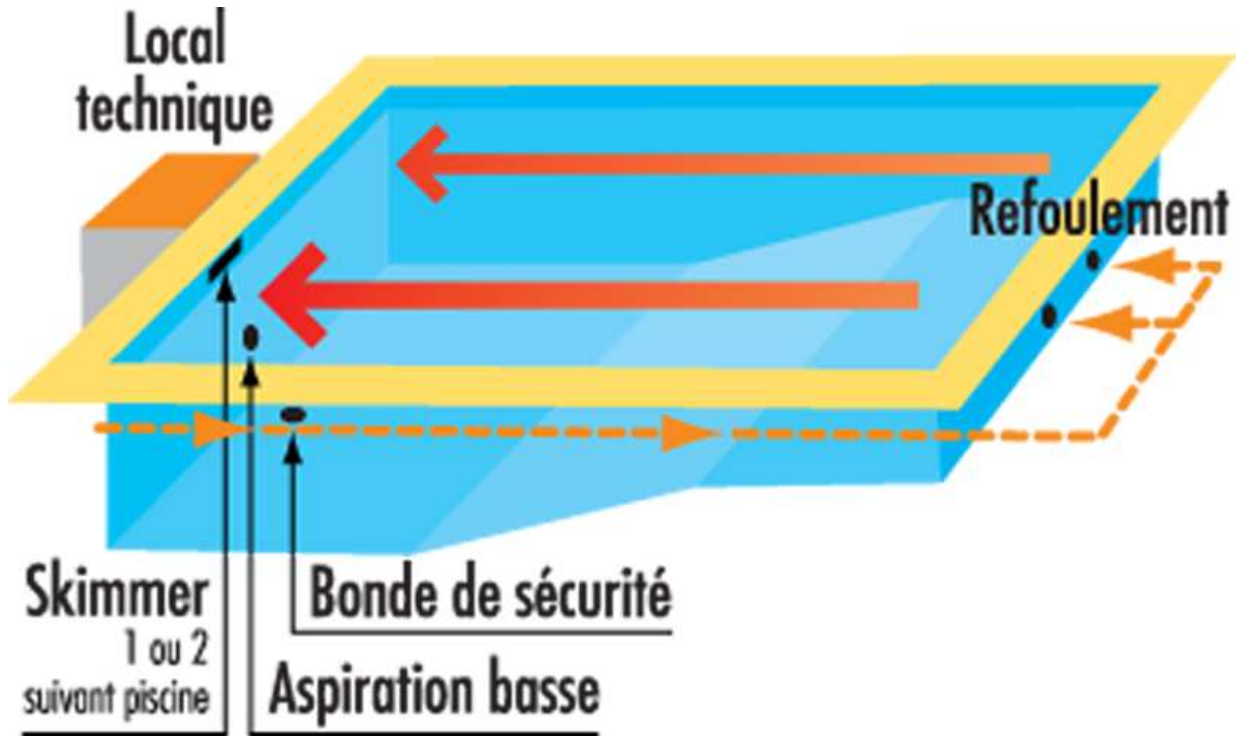 Local
technique
Refoulement
Skimmer
1 ou 2
suivant piscine
Bonde de sécurité
Aspiration basse